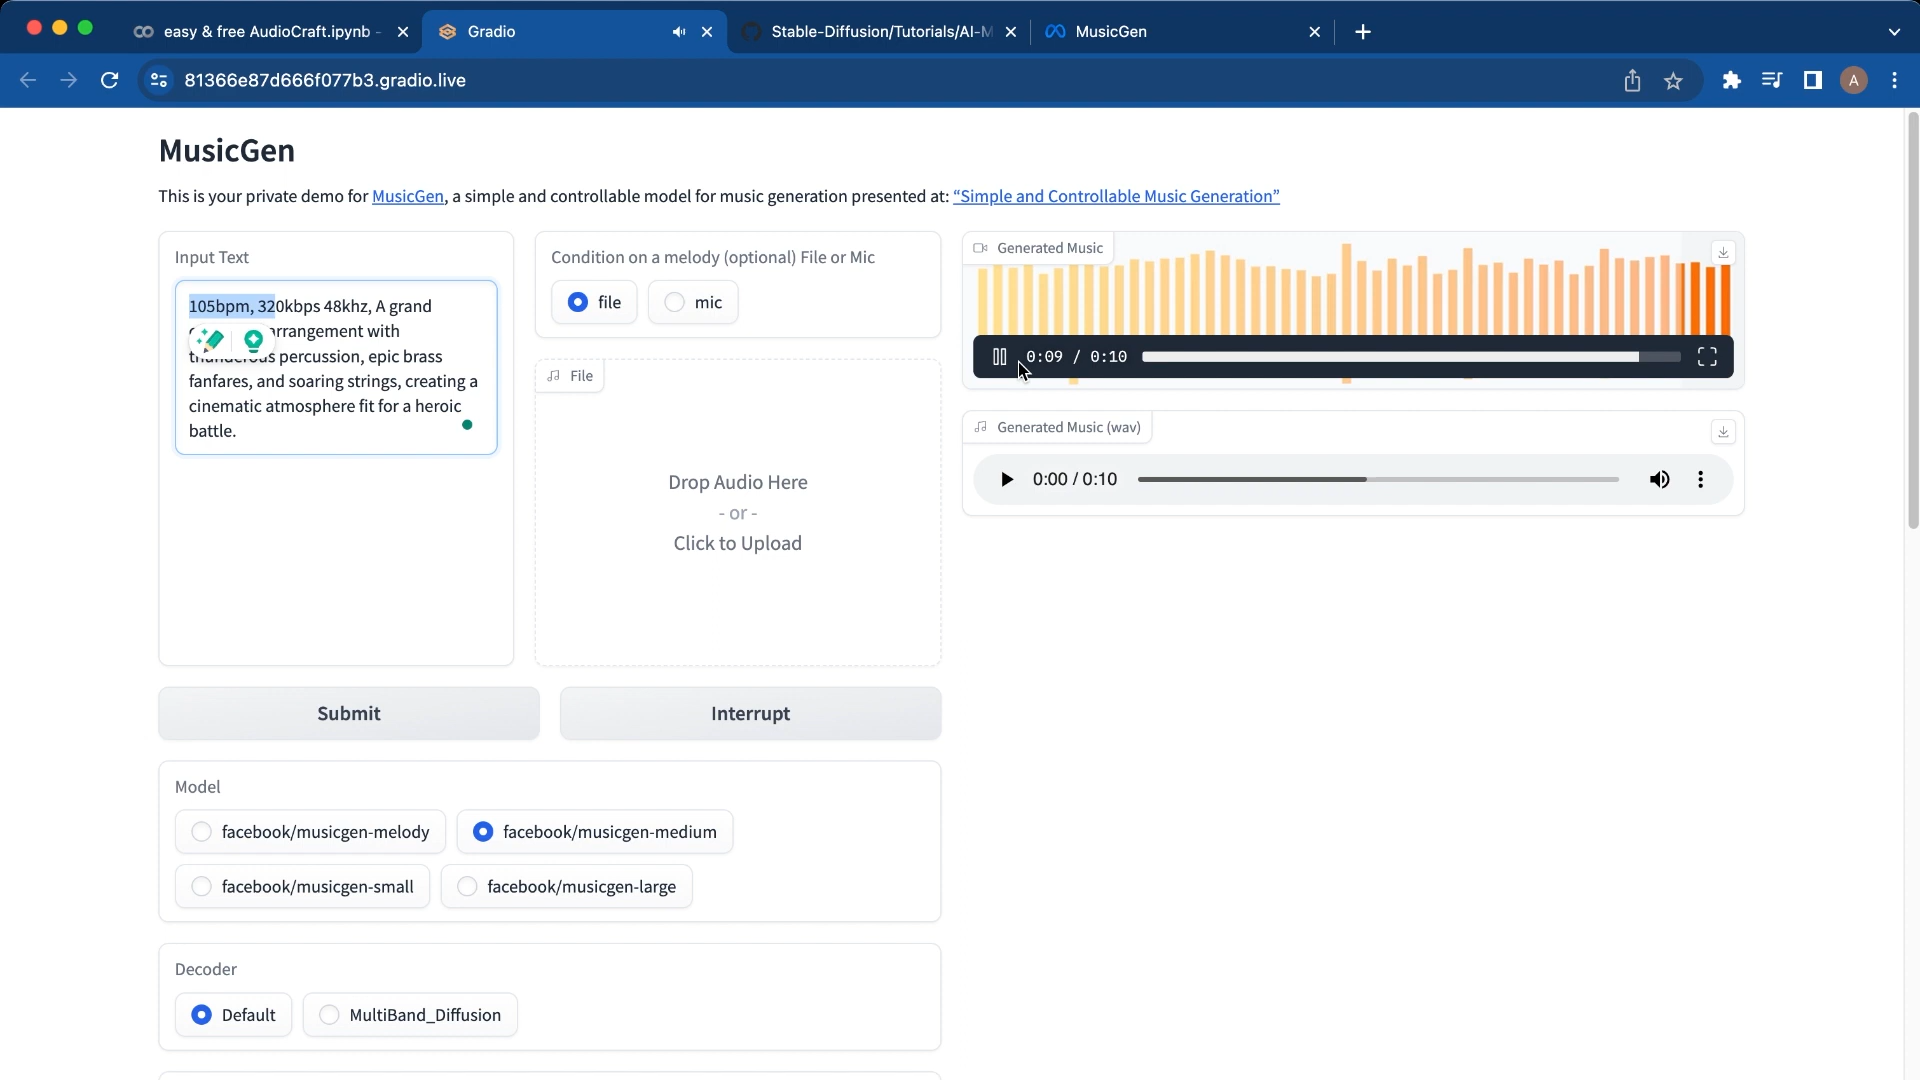 easy & free AudioCraft.ipynb -
Gradio
Stable-Diffusion/Tutorials/AI-M
MusicGen
81366e87d666f077b3.gradio.live
A
MusicGen
This is your private demo for MusicGen, a simple and controllable model for music generation presented at: “Simple and Controllable Music Generation”
Input Text
105bpm, 320kbps 48khz, A grand
arrangement with
thunderous percussion, epic brass
fanfares, and soaring strings, creating a
cinematic atmosphere fit for a heroic
battle.
Condition on a melody (optional) File or Mic
file
mic
File
Drop Audio Here
- or -
Click to Upload
Generated Music
0:09 / 0:10
Generated Music (wav)
0:00 / 0:10
Submit
Interrupt
Model
facebook/musicgen-melody
facebook/musicgen-medium
facebook/musicgen-small
facebook/musicgen-large
Decoder
Default
MultiBand_Diffusion